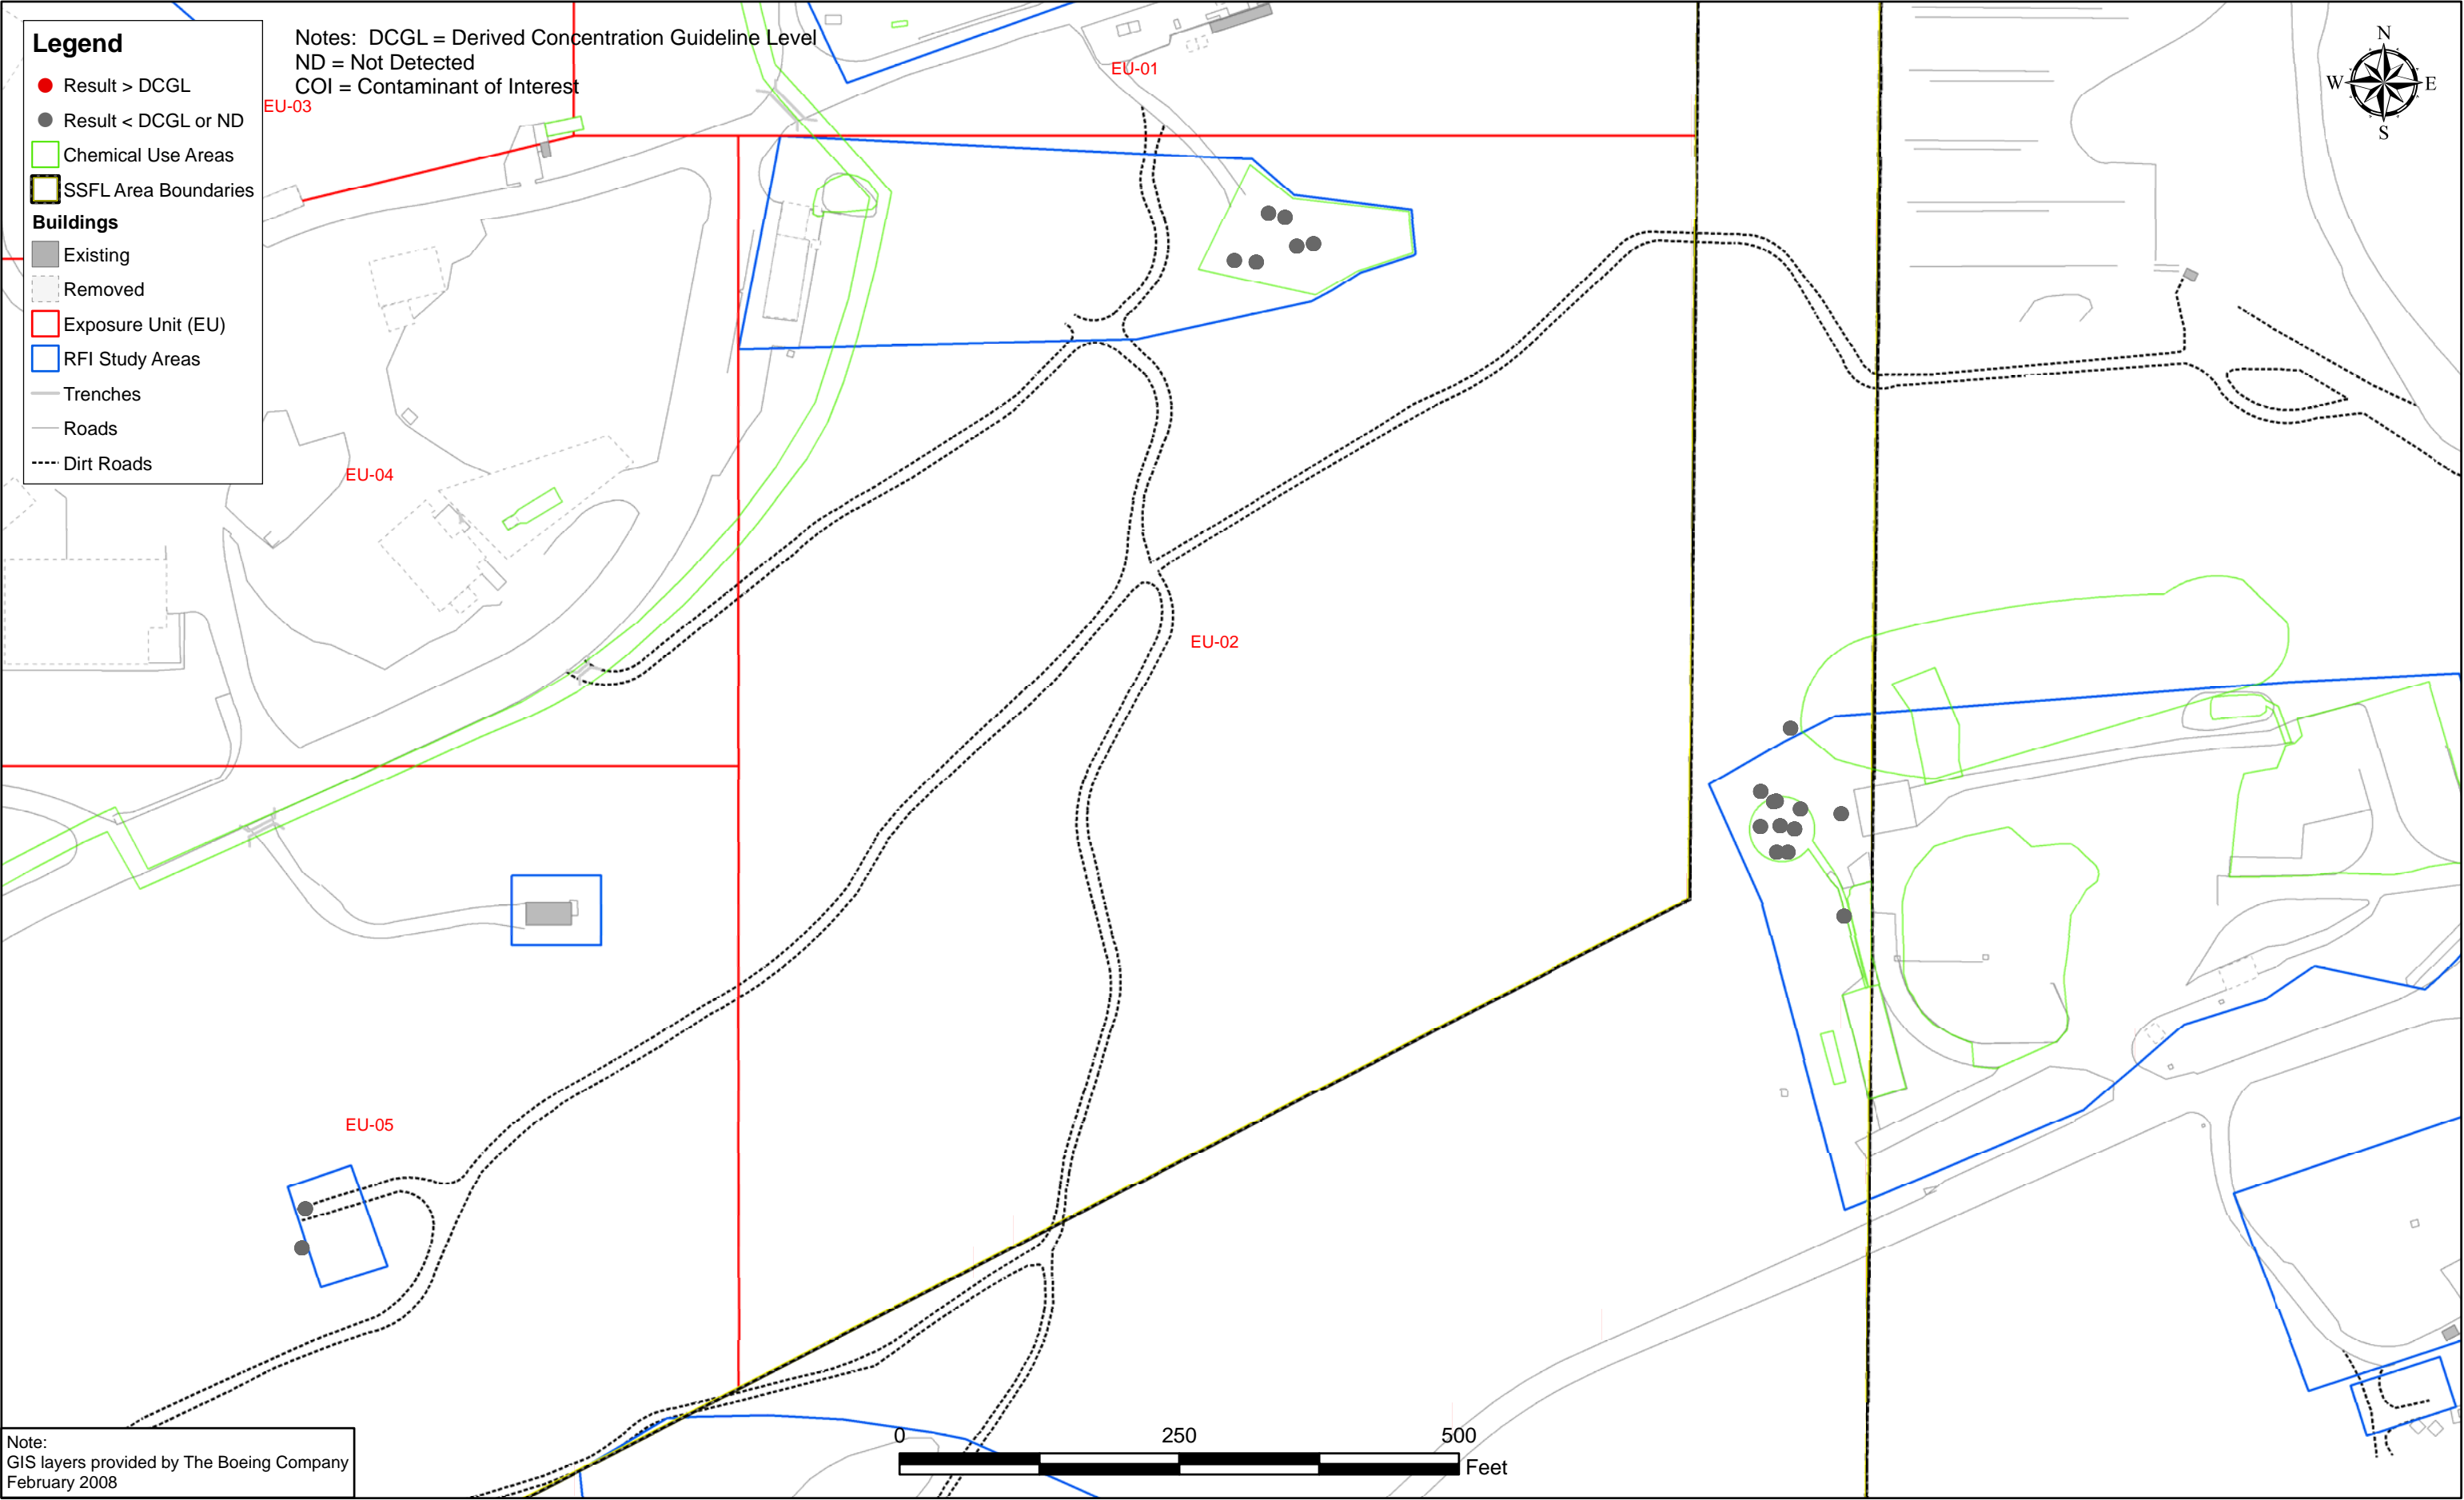 Legend
Result > DCGL
Result < DCGL or ND
Chemical Use Areas
SSFL Area Boundaries
Buildings
Existing
Removed
Exposure Unit (EU)
RFI Study Areas
Trenches
Roads
Dirt Roads
Notes: DCGL = Derived Concentration Guideline Level
ND = Not Detected
COI = Contaminant of Interest
EU-01
EU-03
N
W
E
S
EU-04
EU-02
EU-05
0
250
500
Feet
Note:
GIS layers provided by The Boeing Company
February 2008